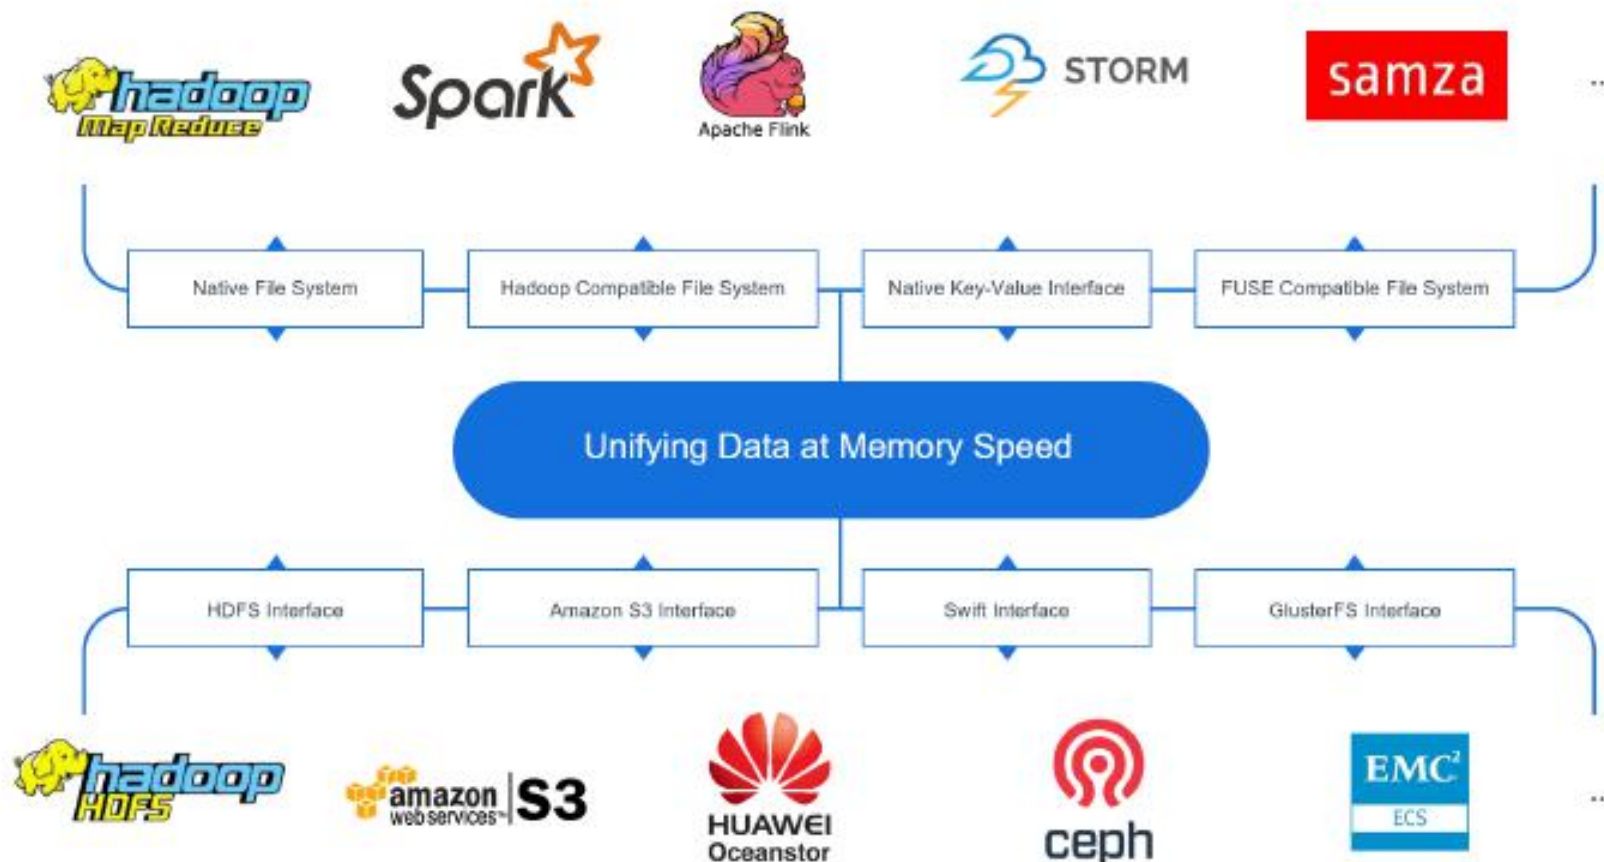 hadoop
Map Reduce
Spark
Apache Flink
STORM
samza
...
Native File System
Hadoop Compatible File System
Native Key-Value Interface
FUSE Compatible File System
Unifying Data at Memory Speed
HDFS Interface
Amazon S3 Interface
Swift Interface
GlusterFS Interface
hadoop
HDFS
amazon
web services™
S3
HUAWEI
Oceanstor
ceph
EMC²
ECS
...